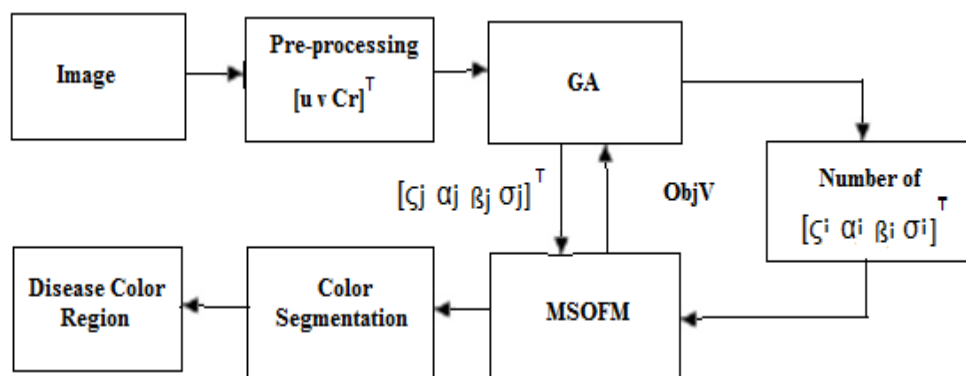 Image
Pre-processing
[u v Cr]ᵀ
GA
[ςj αj ßj σj]ᵀ
ObjV
Number of
[ςⁱ αⁱ ßⁱ σⁱ]ᵀ
Disease Color
Region
Color
Segmentation
MSOFM